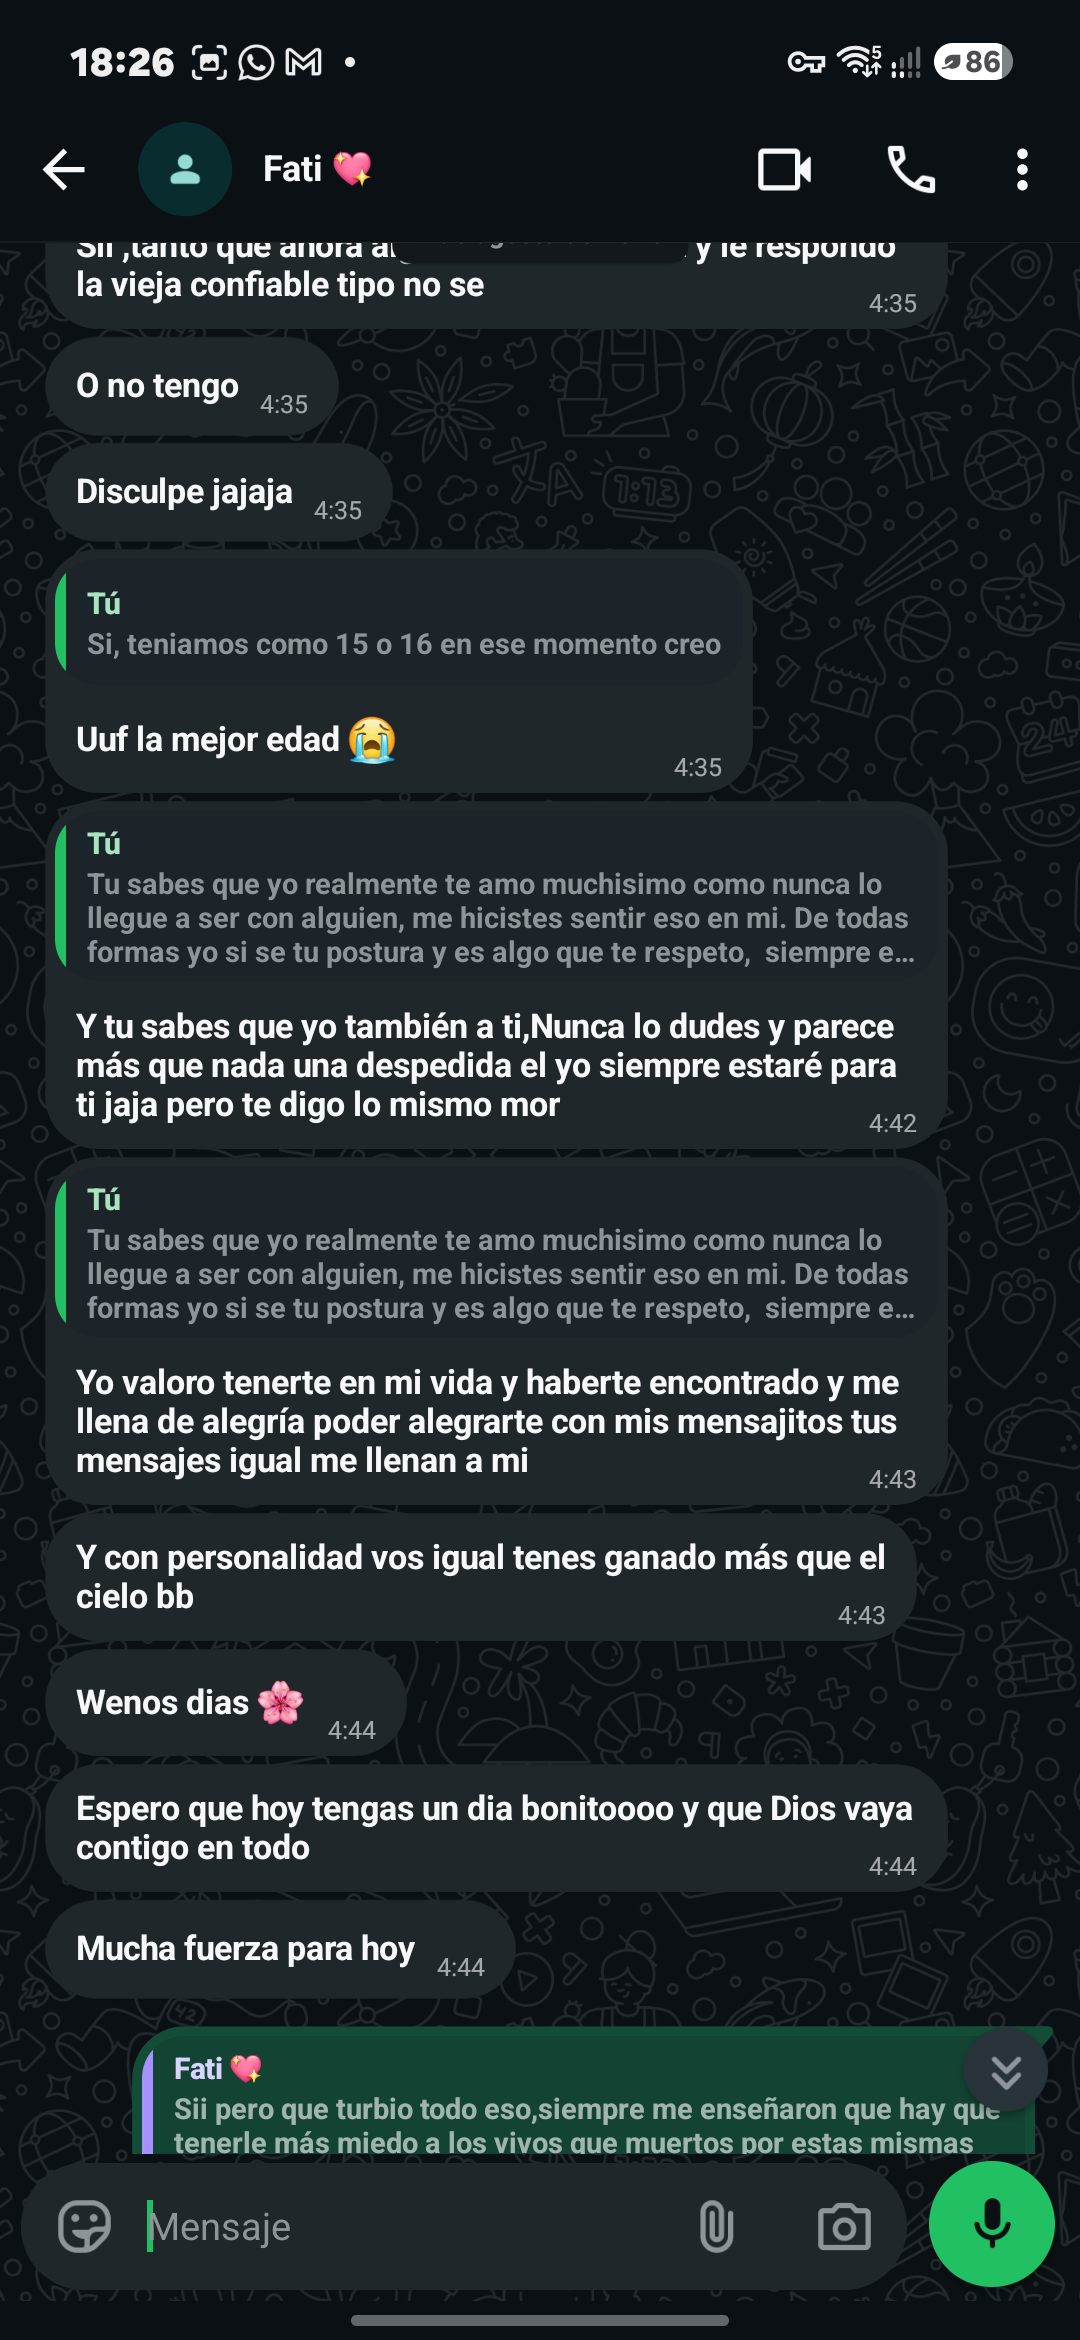 18:26
5
86
Fati 💖
Sii ,tanto que ahora al y le respondo
la vieja confiable tipo no se
4:35
O no tengo 4:35
Disculpe jajaja 4:35
Tú
Si, teniamos como 15 o 16 en ese momento creo
Uuf la mejor edad 😭
4:35
Tú
Tu sabes que yo realmente te amo muchisimo como nunca lo
llegue a ser con alguien, me hicistes sentir eso en mi. De todas
formas yo si se tu postura y es algo que te respeto,  siempre e...
Y tu sabes que yo también a ti,Nunca lo dudes y parece
más que nada una despedida el yo siempre estaré para
ti jaja pero te digo lo mismo mor
4:42
Tú
Tu sabes que yo realmente te amo muchisimo como nunca lo
llegue a ser con alguien, me hicistes sentir eso en mi. De todas
formas yo si se tu postura y es algo que te respeto,  siempre e...
Yo valoro tenerte en mi vida y haberte encontrado y me
llena de alegría poder alegrarte con mis mensajitos tus
mensajes igual me llenan a mi
4:43
Y con personalidad vos igual tenes ganado más que el
cielo bb
4:43
Wenos dias 🌸 4:44
Espero que hoy tengas un dia bonitoooo y que Dios vaya
contigo en todo
4:44
Mucha fuerza para hoy 4:44
Fati 💖
Sii pero que turbio todo eso,siempre me enseñaron que hay que
tenerle más miedo a los vivos que muertos por estas mismas
Mensaje